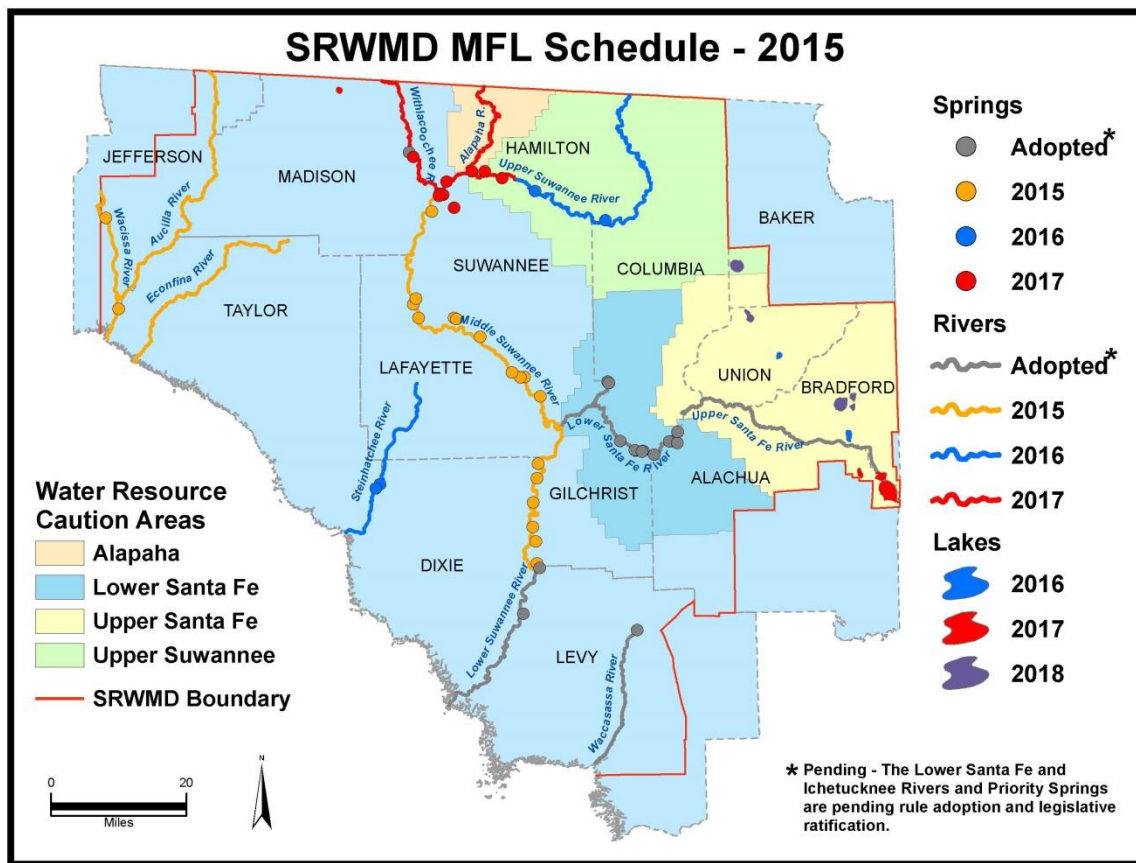 SRWMD MFL Schedule - 2015
JEFFERSON
MADISON
HAMILTON
BAKER
SUWANNEE
COLUMBIA
TAYLOR
LAFAYETTE
UNION
BRADFORD
GILCHRIST
ALACHUA
DIXIE
LEVY
Wacissa River
Aucilla River
Econfina River
Withlacoochee R.
Alapaha R.
Upper Suwannee River
Middle Suwannee River
Steinhatchee River
Lower Santa Fe River
Upper Santa Fe River
Lower Suwannee River
Waccasassa River
Springs
Adopted*
2015
2016
2017
Rivers
Adopted*
2015
2016
2017
Lakes
2016
2017
2018
Water Resource
Caution Areas
Alapaha
Lower Santa Fe
Upper Santa Fe
Upper Suwannee
SRWMD Boundary
0 20
Miles
N
* Pending - The Lower Santa Fe and
Ichetucknee Rivers and Priority Springs
are pending rule adoption and legislative
ratification.